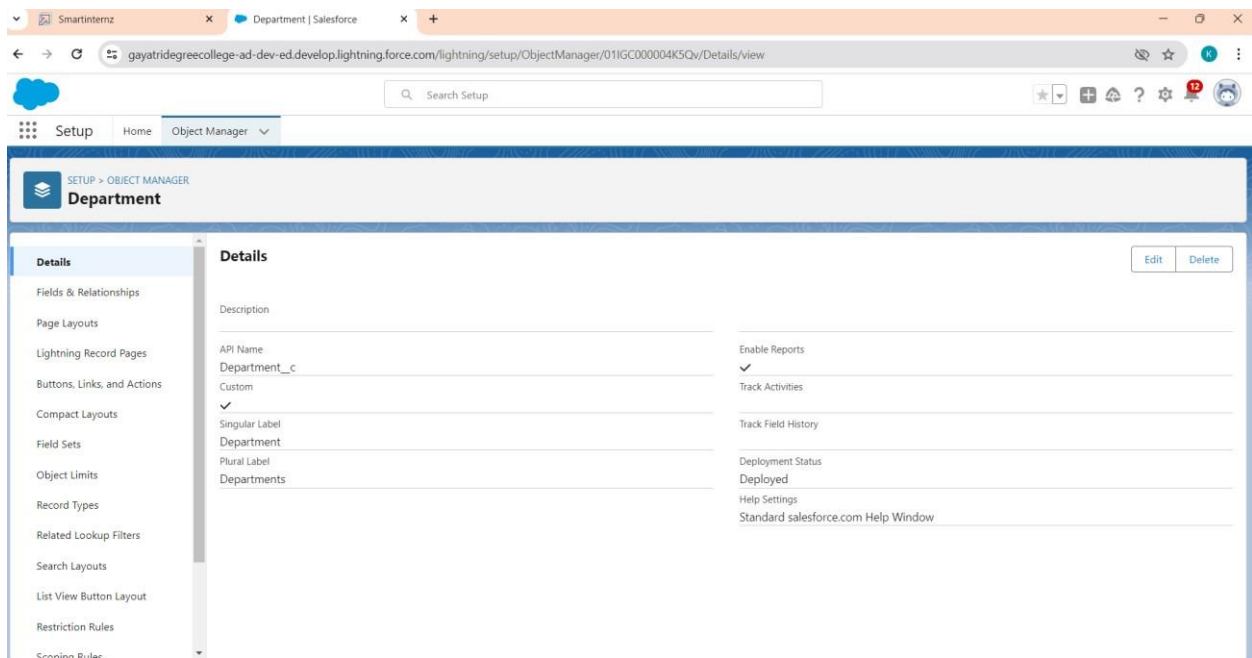 Smartinternz
Department | Salesforce
gayatridegreecollege-ad-dev-ed.develop.lightning.force.com/lightning/setup/ObjectManager/01IGC000004K5Qv/Details/view
K
Search Setup
12
Setup
Home
Object Manager
SETUP > OBJECT MANAGER
Department
Details
Fields & Relationships
Page Layouts
Lightning Record Pages
Buttons, Links, and Actions
Compact Layouts
Field Sets
Object Limits
Record Types
Related Lookup Filters
Search Layouts
List View Button Layout
Restriction Rules
Scoping Rules
Details
Edit
Delete
Description
API Name
Department__c
Custom
Singular Label
Department
Plural Label
Departments
Enable Reports
Track Activities
Track Field History
Deployment Status
Deployed
Help Settings
Standard salesforce.com Help Window